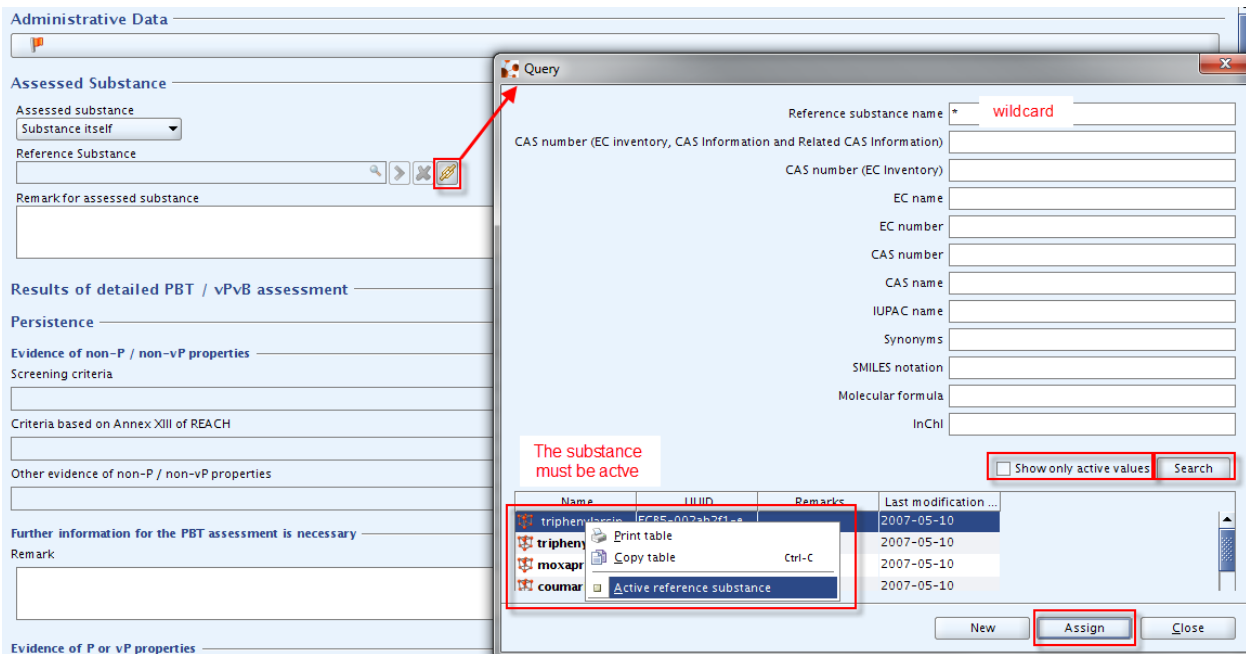 Administrative Data
Assessed Substance
Assessed substance
Substance itself
Reference Substance
Remark for assessed substance
Results of detailed PBT / vPvB assessment
Persistence
Evidence of non-P / non-vP properties
Screening criteria
Criteria based on Annex XIII of REACH
Other evidence of non-P / non-vP properties
Further information for the PBT assessment is necessary
Remark
Evidence of P or vP properties
Query
x
Reference substance name * wildcard
CAS number (EC inventory, CAS Information and Related CAS Information)
CAS number (EC Inventory)
EC name
EC number
CAS number
CAS name
IUPAC name
Synonyms
SMILES notation
Molecular formula
InChI
The substance
must be actve
Show only active values Search
Name UUID Remarks Last modification ...
triphenylarsin 2007-05-10
tripheny 2007-05-10
moxapr 2007-05-10
coumar 2007-05-10
Print table
Copy table Ctrl-C
Active reference substance
New Assign Close